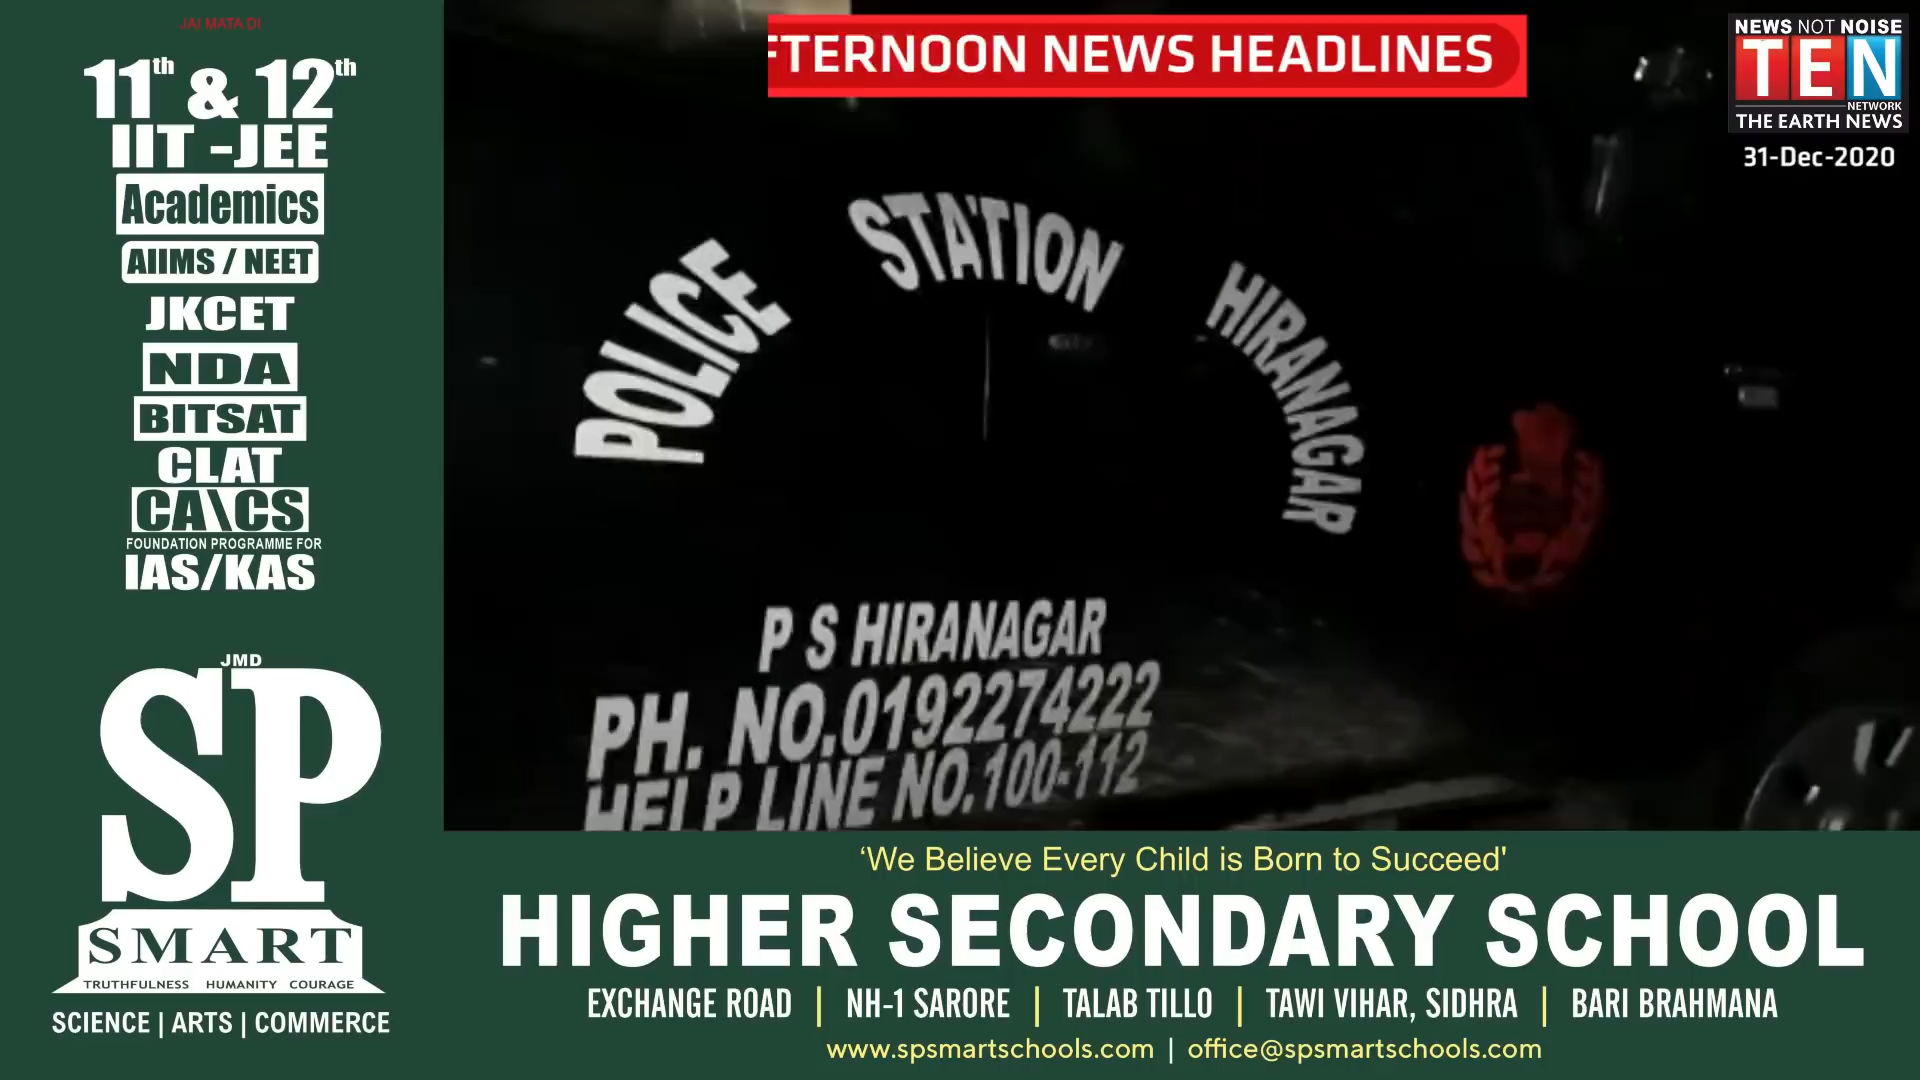 JAI MATA DI
11th & 12th
IIT -JEE
Academics
AIIMS / NEET
JKCET
NDA
BITSAT
CLAT
CA\CS
FOUNDATION PROGRAMME FOR
IAS/KAS
JMD
SP
SMART
TRUTHFULNESS HUMANITY COURAGE
SCIENCE | ARTS | COMMERCE
FTERNOON NEWS HEADLINES
NEWS NOT NOISE
TEN
NETWORK
THE EARTH NEWS
31-Dec-2020
POLICE STATION HIRANAGAR
P S HIRANAGAR
PH. NO.0192274222
HELP LINE NO.100-112
‘We Believe Every Child is Born to Succeed'
HIGHER SECONDARY SCHOOL
EXCHANGE ROAD | NH-1 SARORE | TALAB TILLO | TAWI VIHAR, SIDHRA | BARI BRAHMANA
www.spsmartschools.com | office@spsmartschools.com